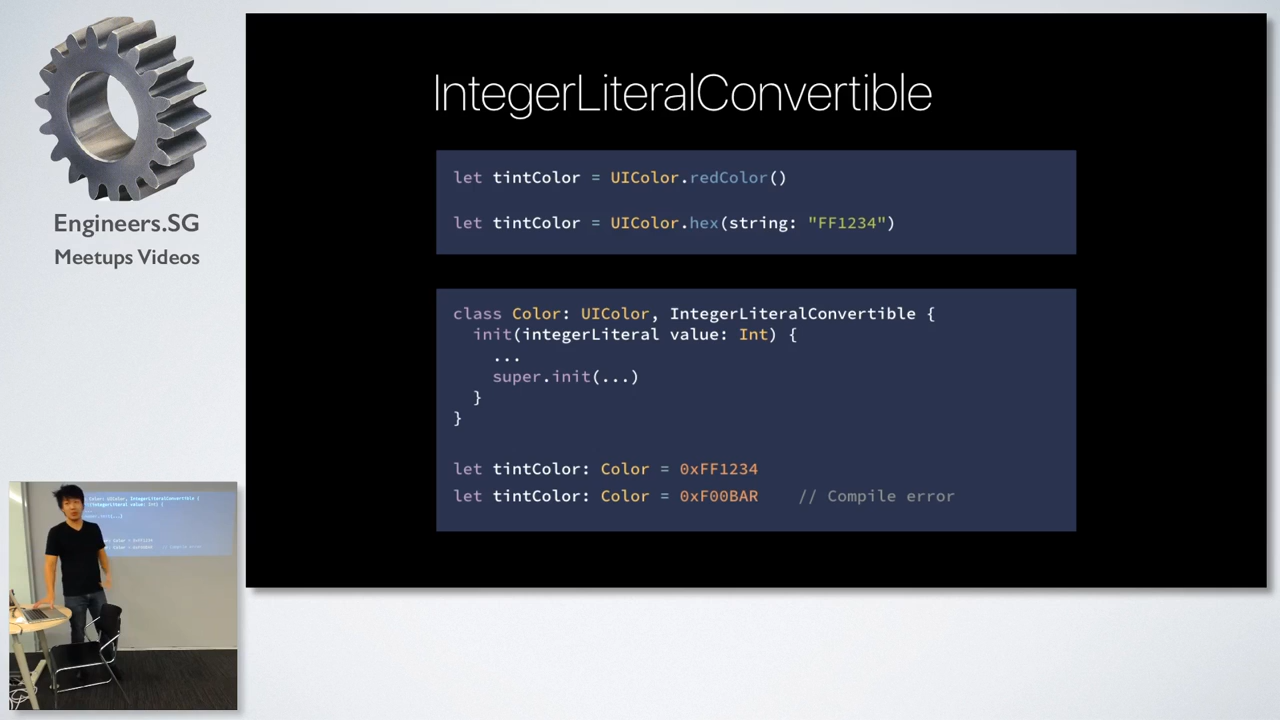 Engineers.SG
Meetups Videos
IntegerLiteralConvertible
let tintColor = UIColor.redColor()
let tintColor = UIColor.hex(string: "FF1234")
class Color: UIColor, IntegerLiteralConvertible {
init(integerLiteral value: Int) {
...
super.init(...)
}
}
let tintColor: Color = 0xFF1234
let tintColor: Color = 0xF00BAR // Compile error